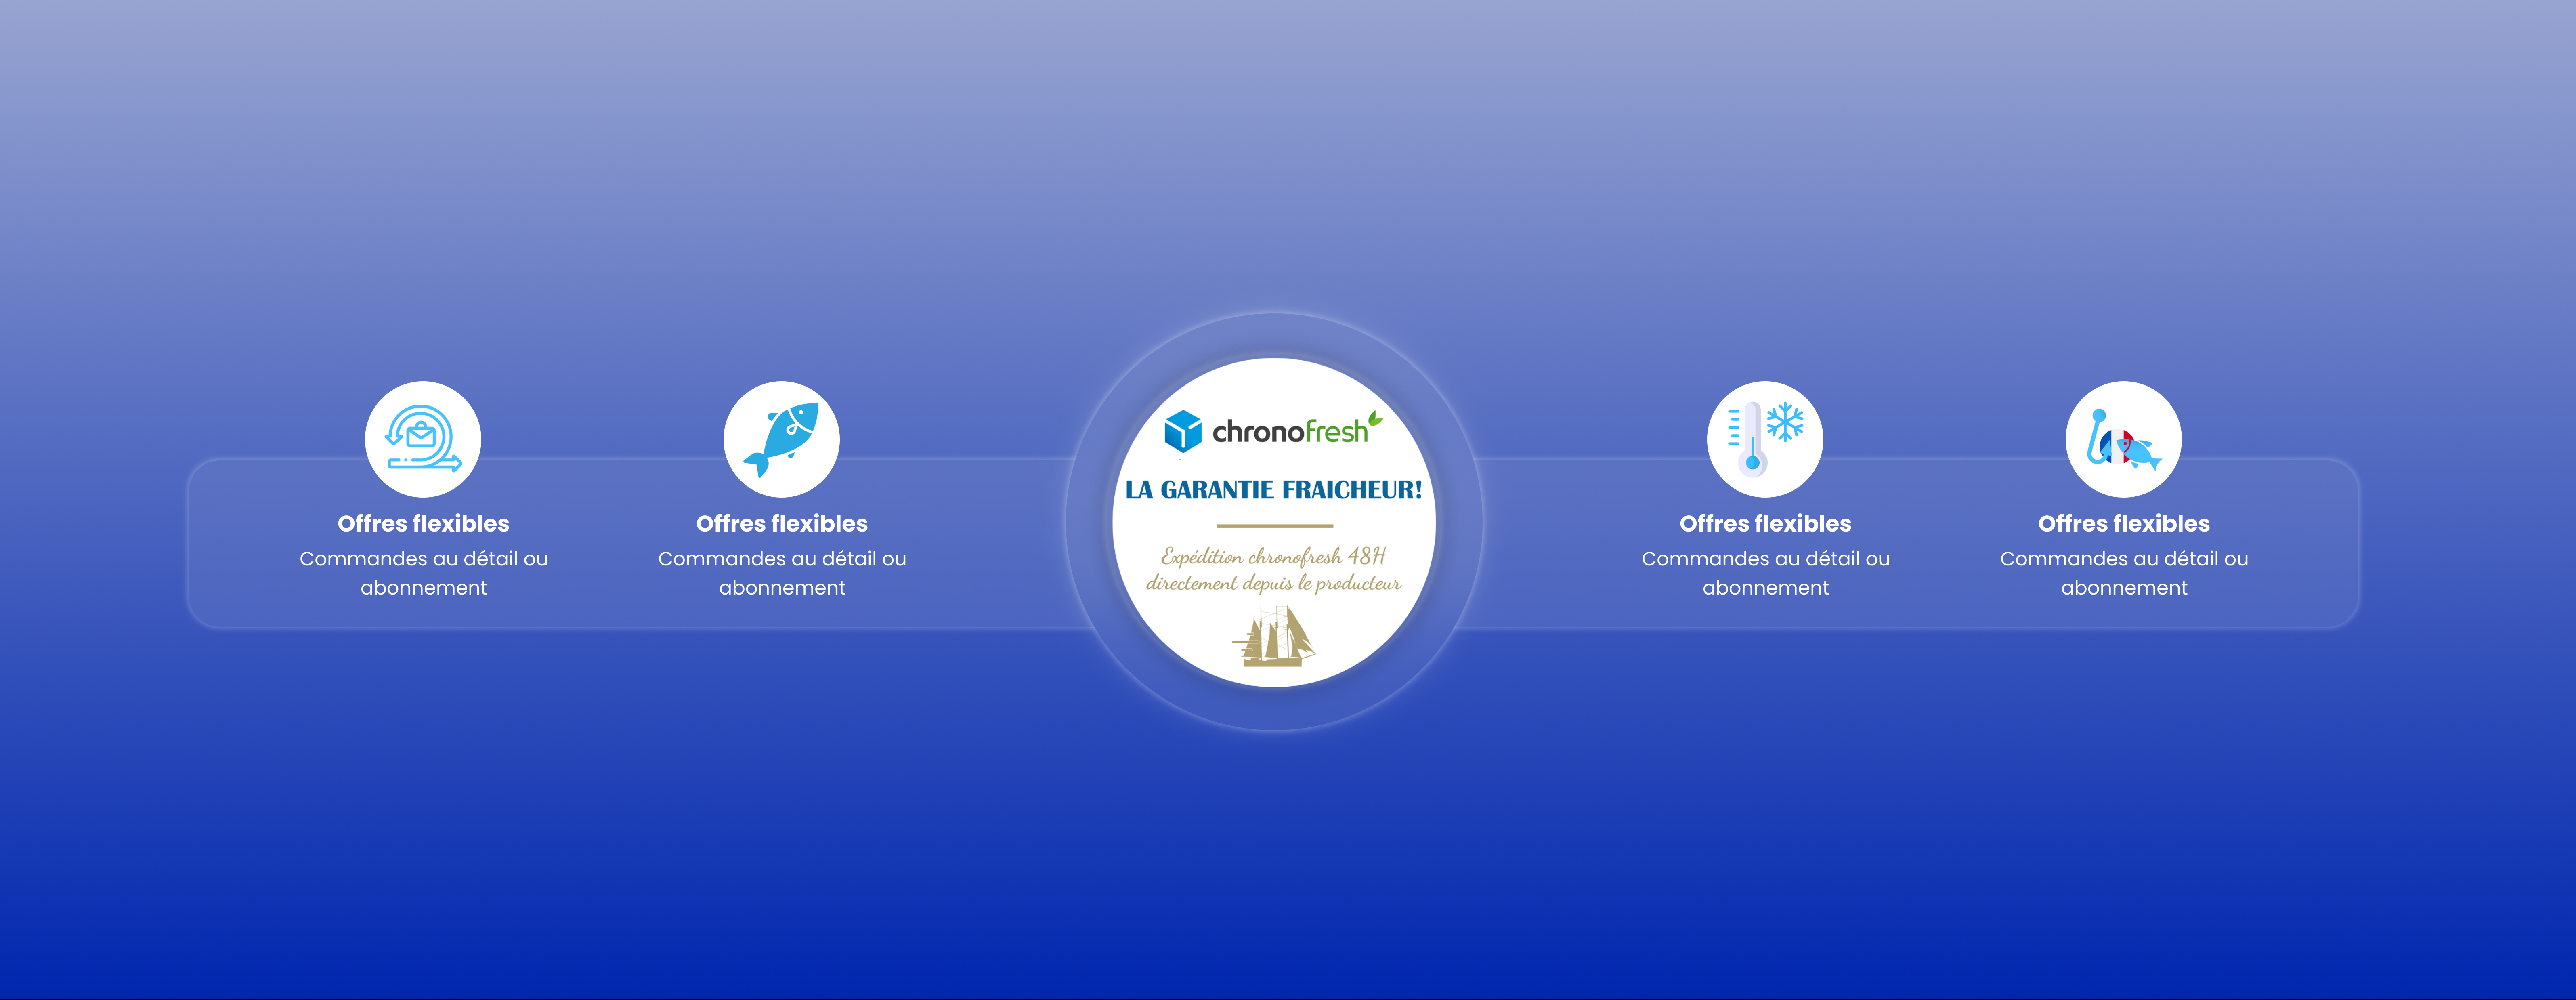 Offres flexibles
Commandes au détail ou
abonnement
Offres flexibles
Commandes au détail ou
abonnement
chronofresh
LA GARANTIE FRAICHEUR!
Expédition chronofresh 48H
directement depuis le producteur
Offres flexibles
Commandes au détail ou
abonnement
Offres flexibles
Commandes au détail ou
abonnement